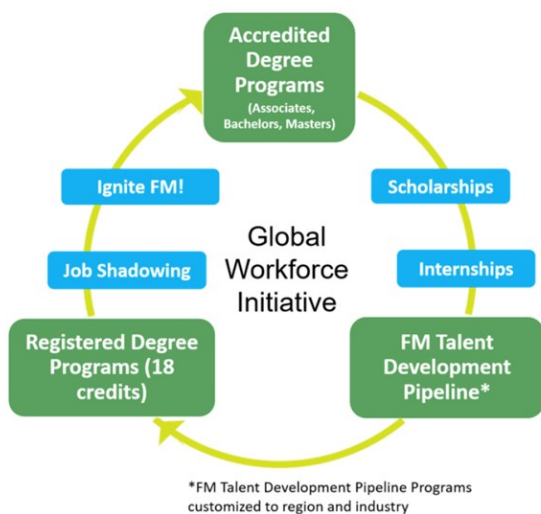 Accredited
Degree
Programs
(Associates,
Bachelors, Masters)
Ignite FM!
Scholarships
Job Shadowing
Global
Workforce
Initiative
Internships
Registered Degree
Programs (18
credits)
FM Talent
Development
Pipeline*
*FM Talent Development Pipeline Programs
customized to region and industry